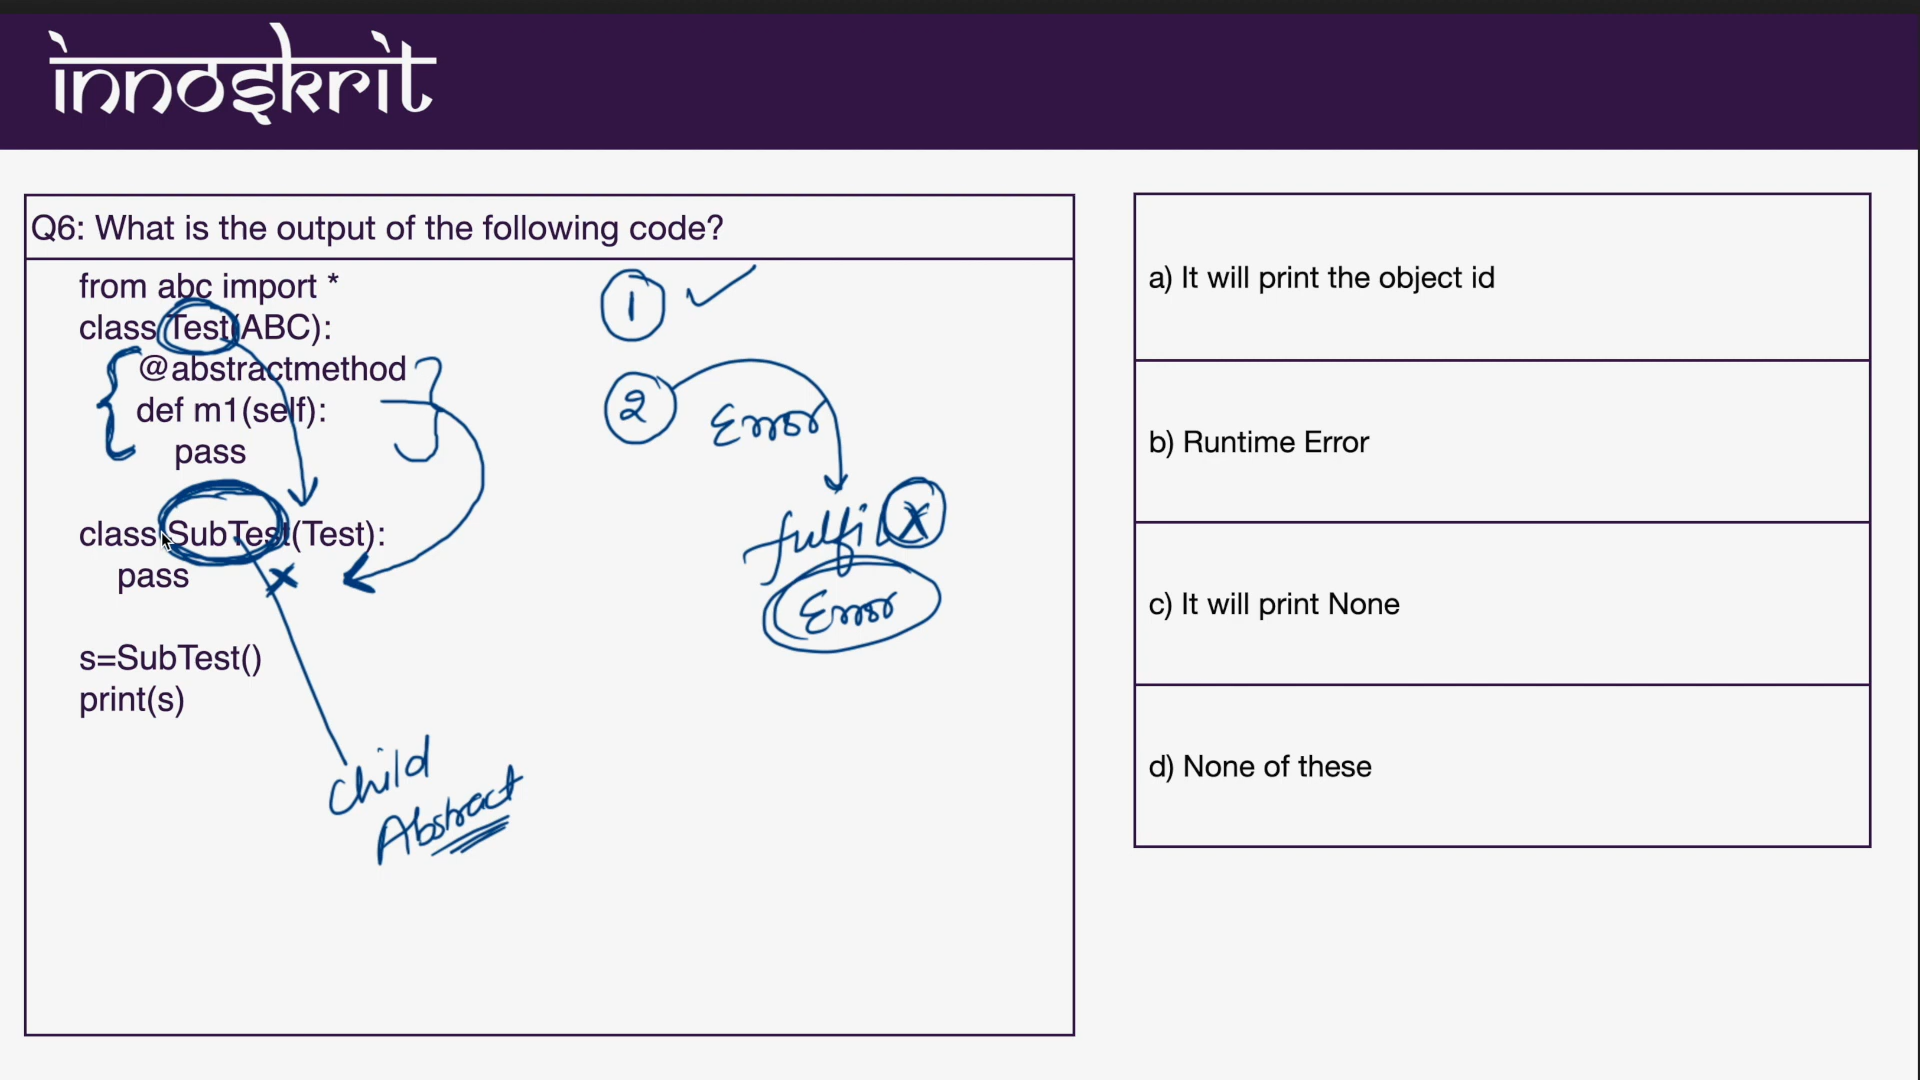 innoskrit
Q6: What is the output of the following code?
from abc import *
class Test(ABC):
@abstractmethod
def m1(self):
pass
class SubTest(Test):
pass
s=SubTest()
print(s)
1
2
Error
fulfil X
Error
X
Child
Abstract
a) It will print the object id
b) Runtime Error
c) It will print None
d) None of these